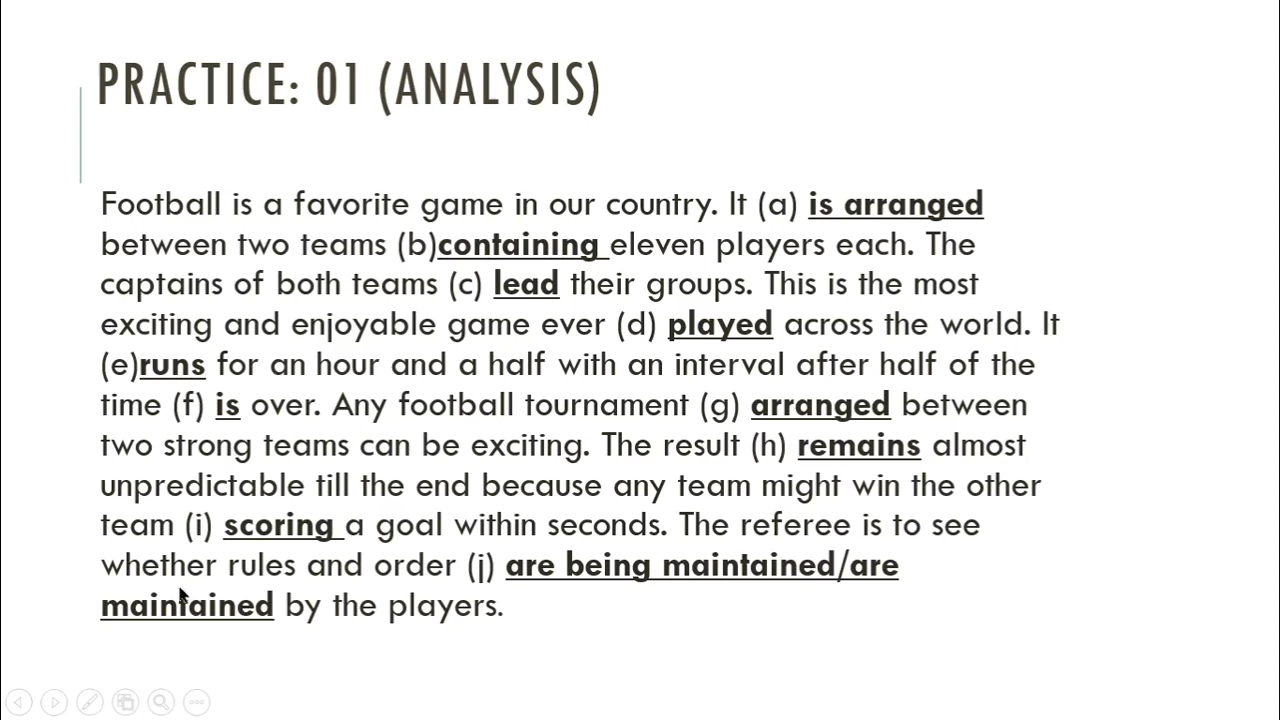 PRACTICE: 01 (ANALYSIS)
Football is a favorite game in our country. It (a) is arranged
between two teams (b)containing eleven players each. The
captains of both teams (c) lead their groups. This is the most
exciting and enjoyable game ever (d) played across the world. It
(e)runs for an hour and a half with an interval after half of the
time (f) is over. Any football tournament (g) arranged between
two strong teams can be exciting. The result (h) remains almost
unpredictable till the end because any team might win the other
team (i) scoring a goal within seconds. The referee is to see
whether rules and order (j) are being maintained/are
maintained by the players.